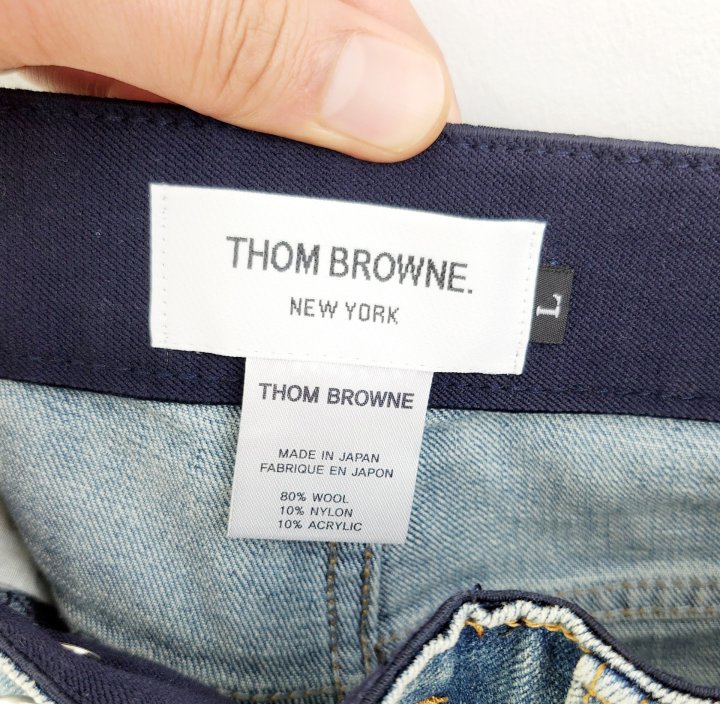 THOM BROWNE.
NEW YORK
L
THOM BROWNE
MADE IN JAPAN
FABRIQUE EN JAPON
80% WOOL
10% NYLON
10% ACRYLIC